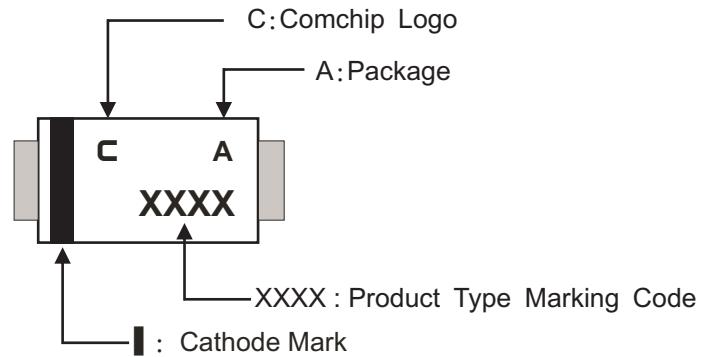 C:Comchip Logo
A:Package
C A
XXXX
XXXX : Product Type Marking Code
: Cathode Mark